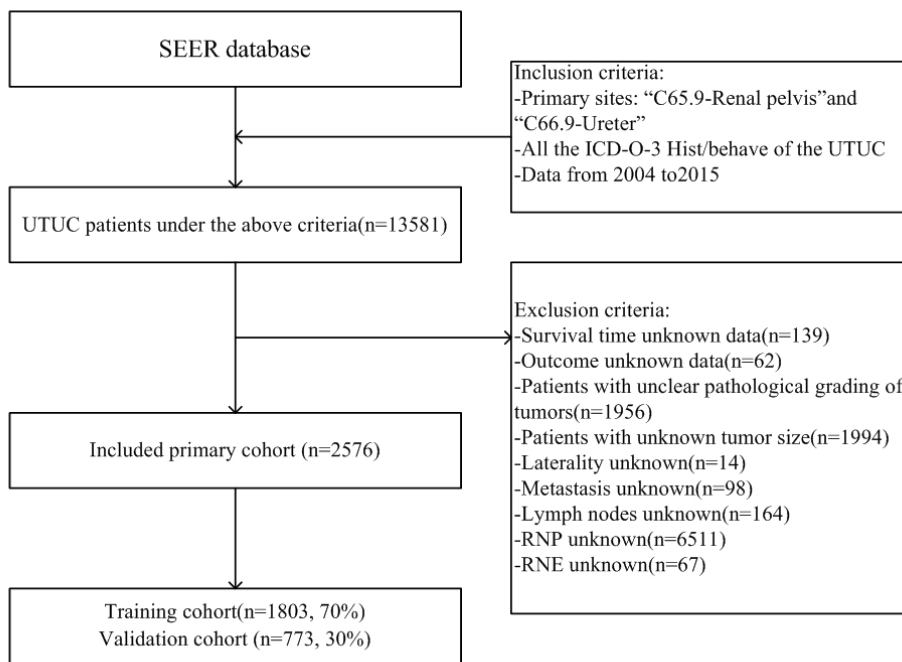 SEER database
Inclusion criteria:
-Primary sites: “C65.9-Renal pelvis”and
“C66.9-Ureter”
-All the ICD-O-3 Hist/behave of the UTUC
-Data from 2004 to2015
UTUC patients under the above criteria(n=13581)
Exclusion criteria:
-Survival time unknown data(n=139)
-Outcome unknown data(n=62)
-Patients with unclear pathological grading of
tumors(n=1956)
-Patients with unknown tumor size(n=1994)
-Laterality unknown(n=14)
-Metastasis unknown(n=98)
-Lymph nodes unknown(n=164)
-RNP unknown(n=6511)
-RNE unknown(n=67)
Included primary cohort (n=2576)
Training cohort(n=1803, 70%)
Validation cohort (n=773, 30%)